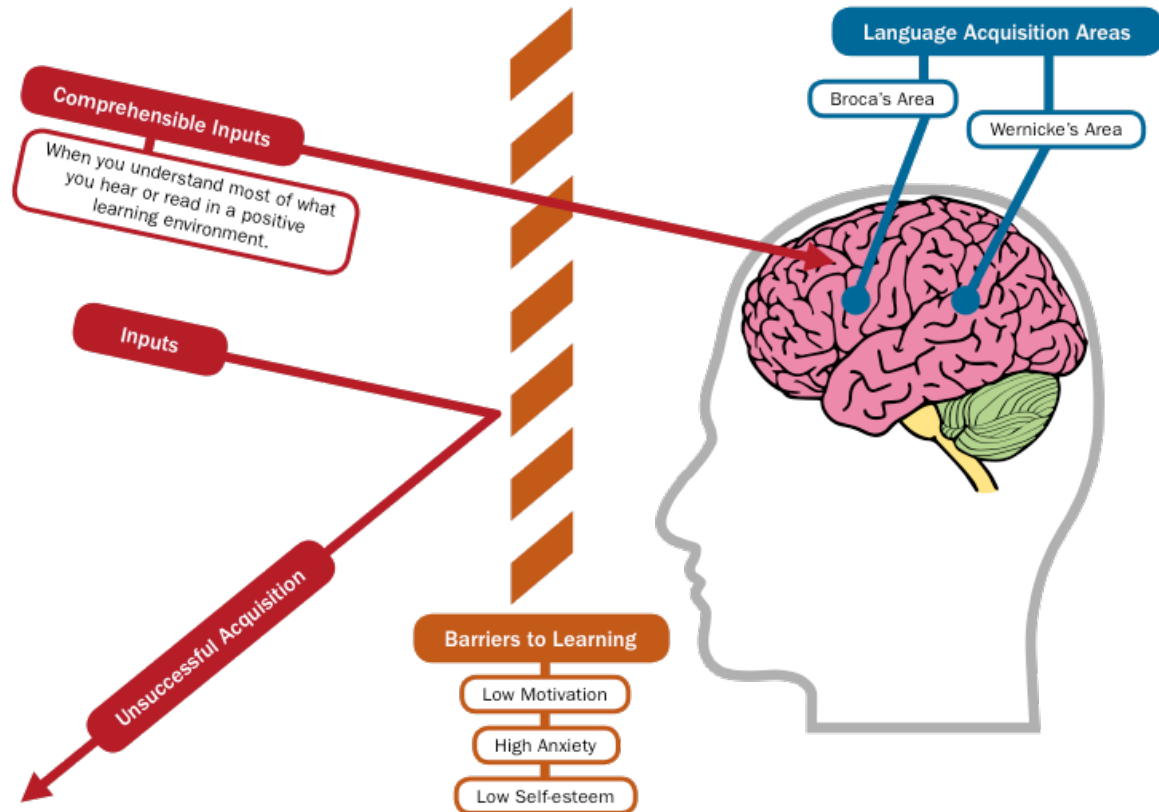 Language Acquisition Areas
Broca's Area
Wernicke's Area
Comprehensible Inputs
When you understand most of what
you hear or read in a positive
learning environment.
Inputs
Unsuccessful Acquisition
Barriers to Learning
Low Motivation
High Anxiety
Low Self-esteem